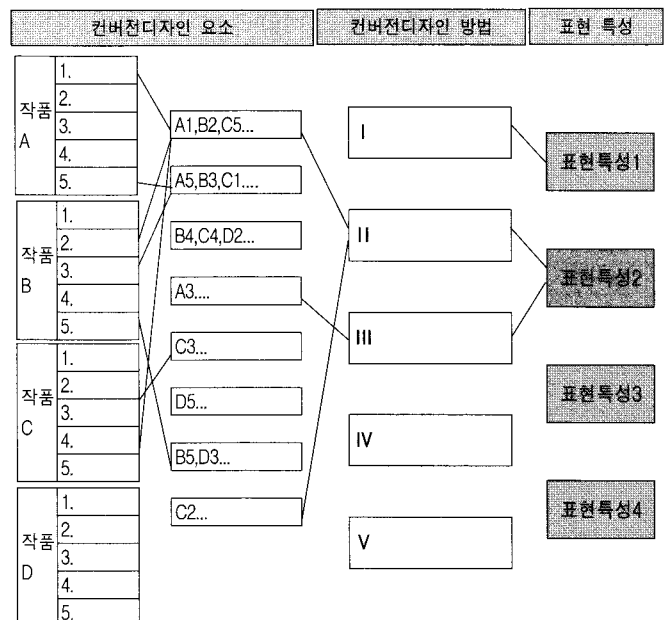 컨버전디자인 요소
컨버전디자인 방법
표현 특성
작품
A
1.
2.
3.
4.
5.
작품
B
1.
2.
3.
4.
5.
작품
C
1.
2.
3.
4.
5.
작품
D
1.
2.
3.
4.
5.
A1,B2,C5...
A5,B3,C1....
B4,C4,D2...
A3....
C3...
D5...
B5,D3...
C2...
I
II
III
IV
V
표현특성1
표현특성2
표현특성3
표현특성4